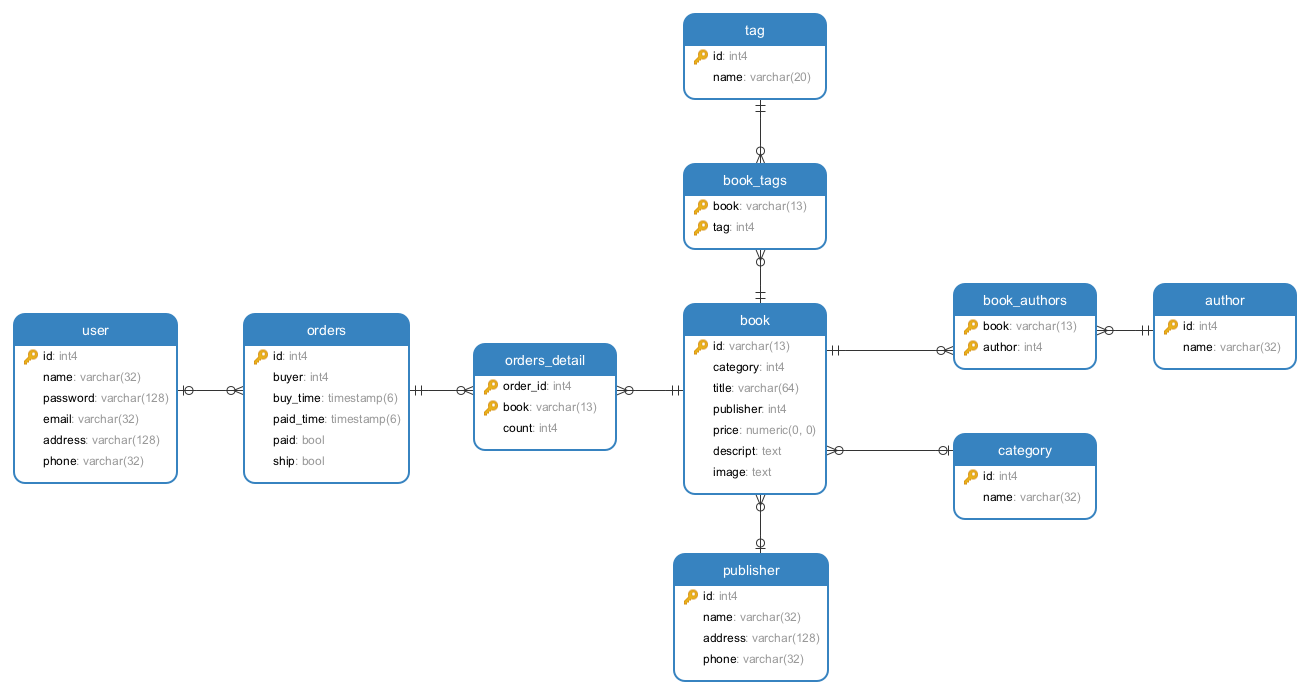 tag
id: int4
name: varchar(20)
book_tags
book: varchar(13)
tag: int4
user
id: int4
name: varchar(32)
password: varchar(128)
email: varchar(32)
address: varchar(128)
phone: varchar(32)
orders
id: int4
buyer: int4
buy_time: timestamp(6)
paid_time: timestamp(6)
paid: bool
ship: bool
orders_detail
order_id: int4
book: varchar(13)
count: int4
book
id: varchar(13)
category: int4
title: varchar(64)
publisher: int4
price: numeric(0, 0)
descript: text
image: text
book_authors
book: varchar(13)
author: int4
author
id: int4
name: varchar(32)
category
id: int4
name: varchar(32)
publisher
id: int4
name: varchar(32)
address: varchar(128)
phone: varchar(32)